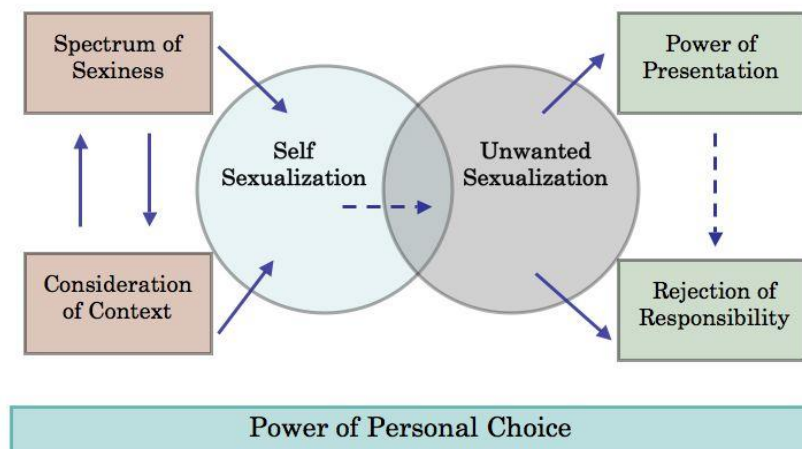 Spectrum of
Sexiness
Power of
Presentation
Self
Sexualization
Unwanted
Sexualization
Consideration
of Context
Rejection of
Responsibility
Power of Personal Choice